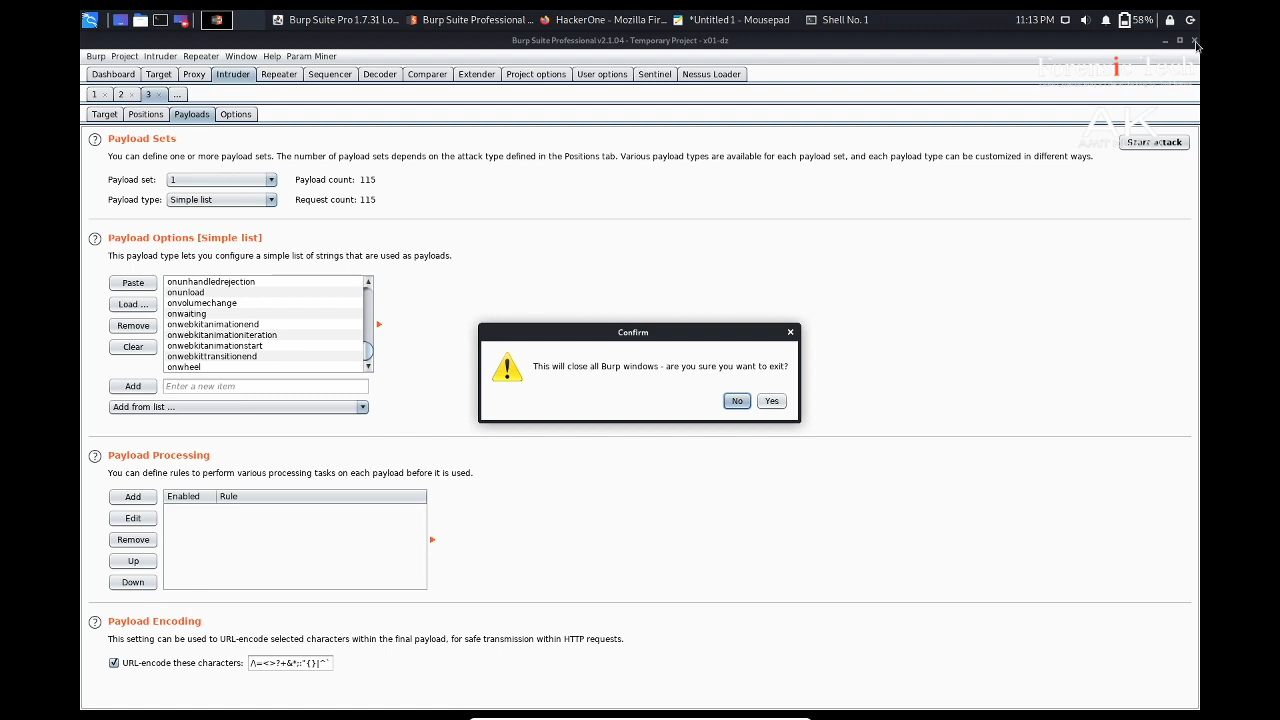 Burp Suite Pro 1.7.31 Lo... Burp Suite Professional ... HackerOne - Mozilla Fir... *Untitled 1 - Mousepad Shell No. 1 11:13 PM 58%
Burp Suite Professional v2.1.04 - Temporary Project - x01-dz
Burp Project Intruder Repeater Window Help Param Miner
Dashboard Target Proxy Intruder Repeater Sequencer Decoder Comparer Extender Project options User options Sentinel Nessus Loader
Forensic Tech
1 × 2 × 3 × ...
Target Positions Payloads Options
AK
Payload Sets
Start attack
You can define one or more payload sets. The number of payload sets depends on the attack type defined in the Positions tab. Various payload types are available for each payload set, and each payload type can be customized in different ways.
Payload set: 1 Payload count: 115
Payload type: Simple list Request count: 115
Payload Options [Simple list]
This payload type lets you configure a simple list of strings that are used as payloads.
Paste
Load ...
Remove
Clear
onunhandledrejection
onunload
onvolumechange
onwaiting
onwebkitanimationend
onwebkitanimationiteration
onwebkitanimationstart
onwebkittransitionend
onwheel
Add Enter a new item
Add from list ...
Confirm
This will close all Burp windows - are you sure you want to exit?
No Yes
Payload Processing
You can define rules to perform various processing tasks on each payload before it is used.
Add
Edit
Remove
Up
Down
Enabled Rule
Payload Encoding
This setting can be used to URL-encode selected characters within the final payload, for safe transmission within HTTP requests.
URL-encode these characters: /\=<>?+&*;:"{}|^`